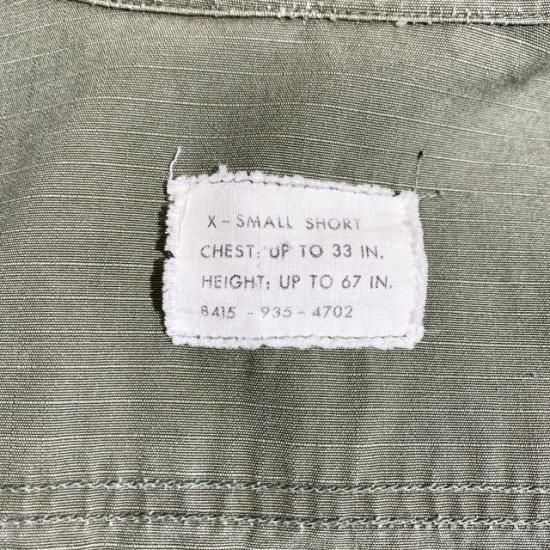 X-SMALL SHORT
CHEST: UP TO 33 IN.
HEIGHT: UP TO 67 IN.
8415-935-4702